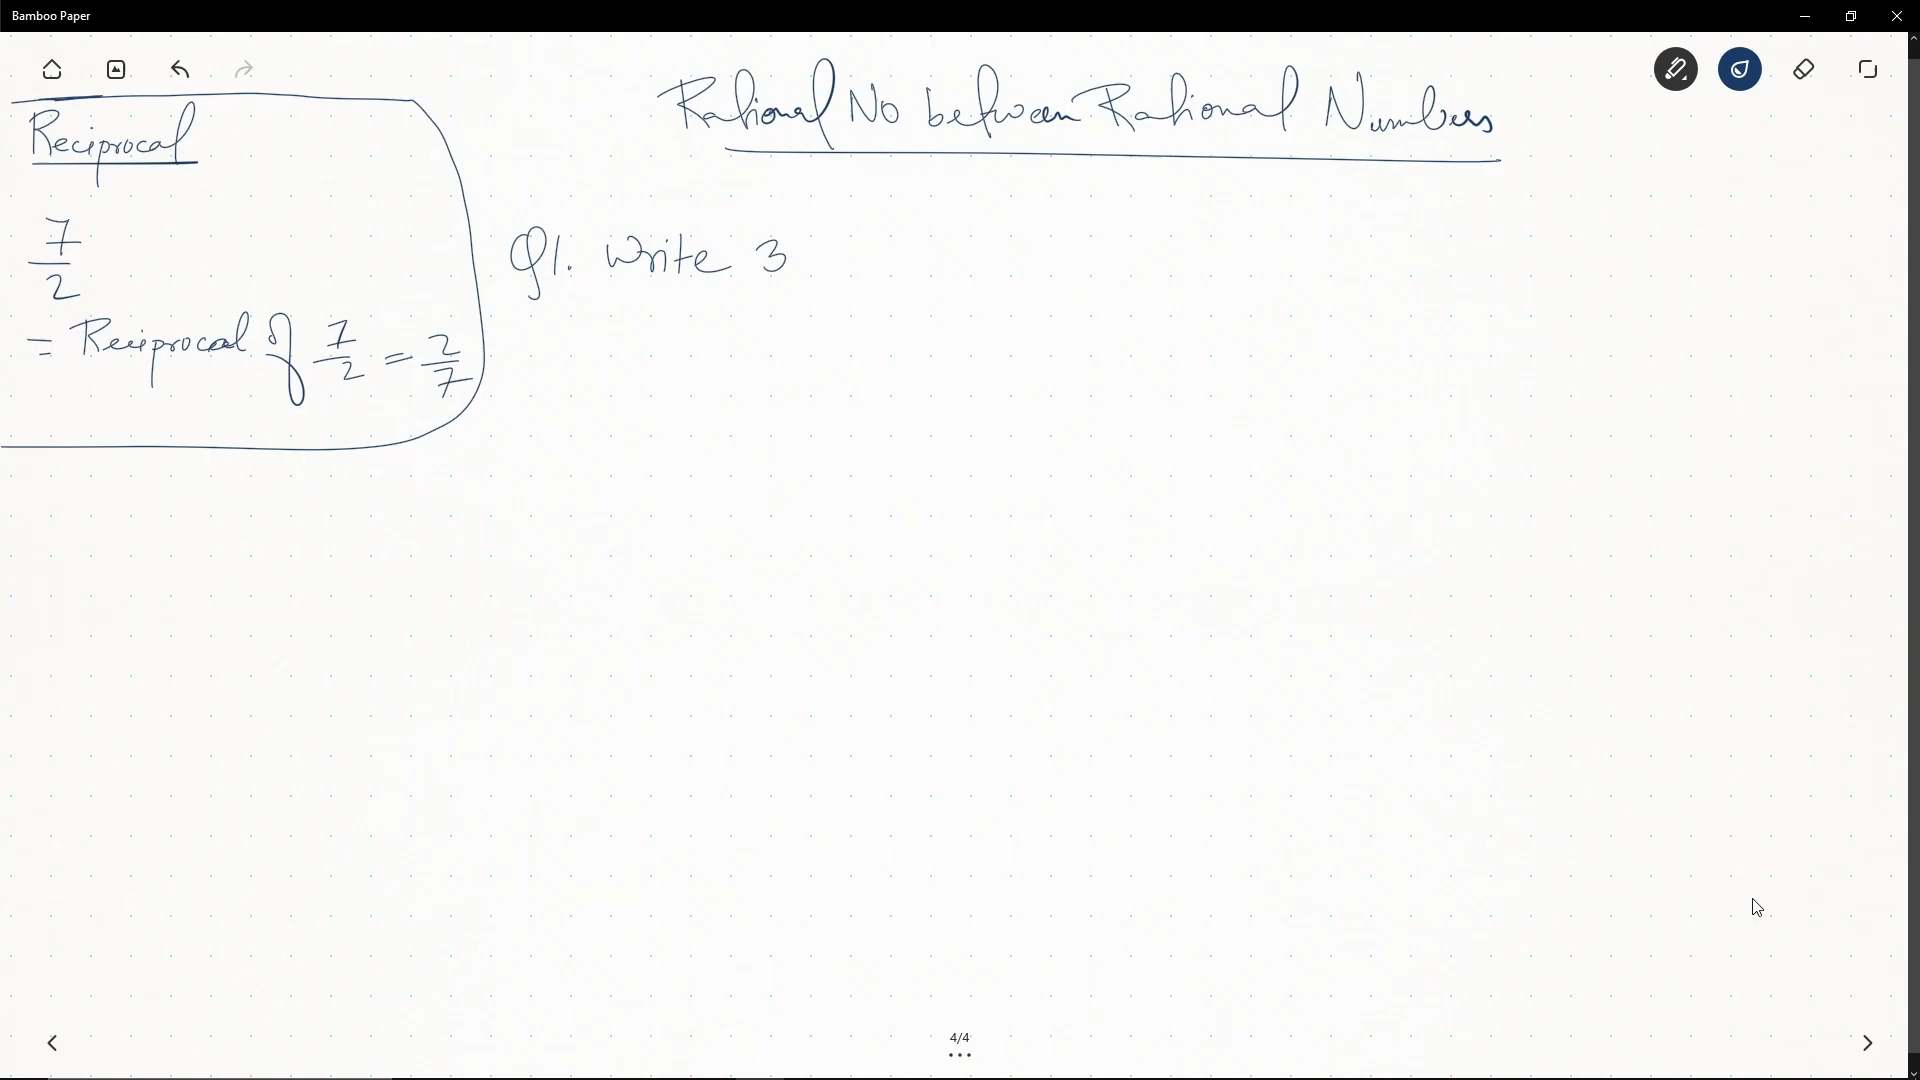 Bamboo Paper
Rational No between Rational Numbers
Reciprocal
7/2
= Reciprocal of 7/2 = 2/7
Q1. Write 3
4/4